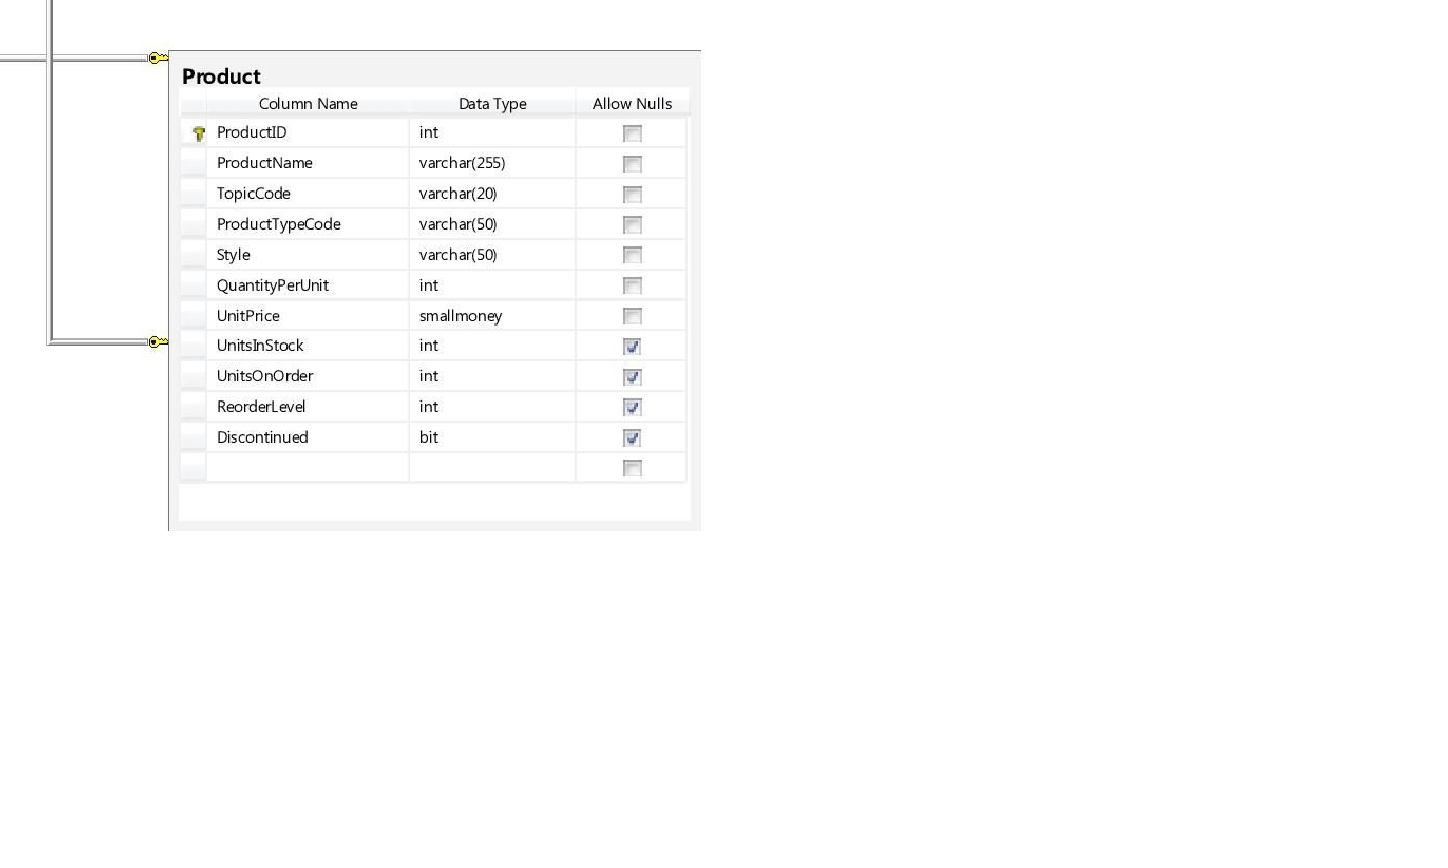 Product
Column Name Data Type Allow Nulls
ProductID int
ProductName varchar(255)
TopicCode varchar(20)
ProductTypeCode varchar(50)
Style varchar(50)
QuantityPerUnit int
UnitPrice smallmoney
UnitsInStock int
UnitsOnOrder int
ReorderLevel int
Discontinued bit